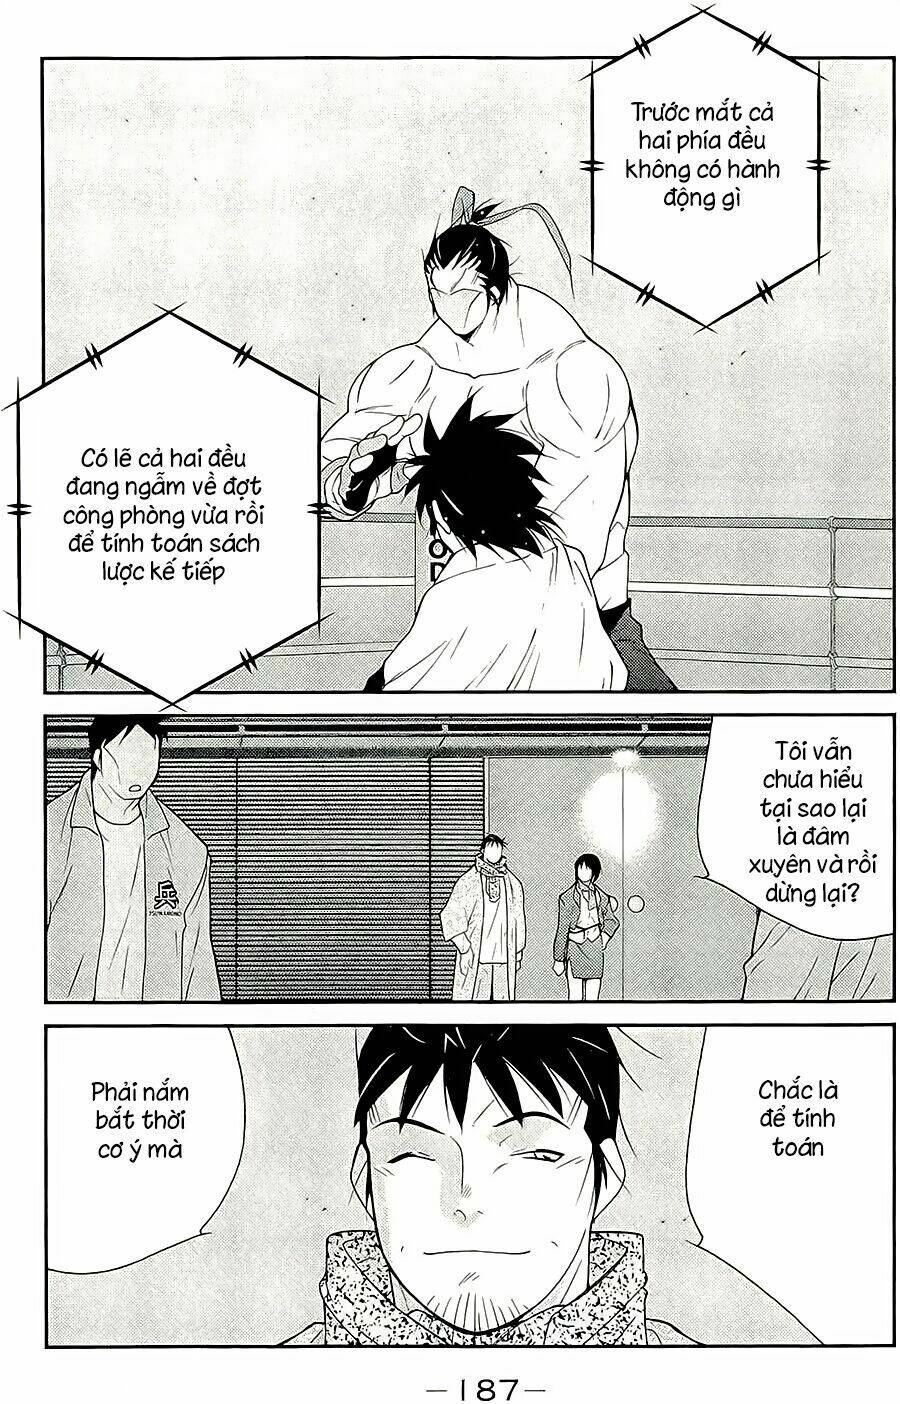 Trước mắt cả
hai phía đều
không có hành
động gì
Có lẽ cả hai đều
đang ngẫm về đợt
công phòng vừa rồi
để tính toán sách
lược kế tiếp
Tôi vẫn
chưa hiểu
tại sao lại
là đâm
xuyên và rồi
dừng lại?
兵
Chắc là
để tính
toán
Phải nắm
bắt thời
cơ ý mà
-187-